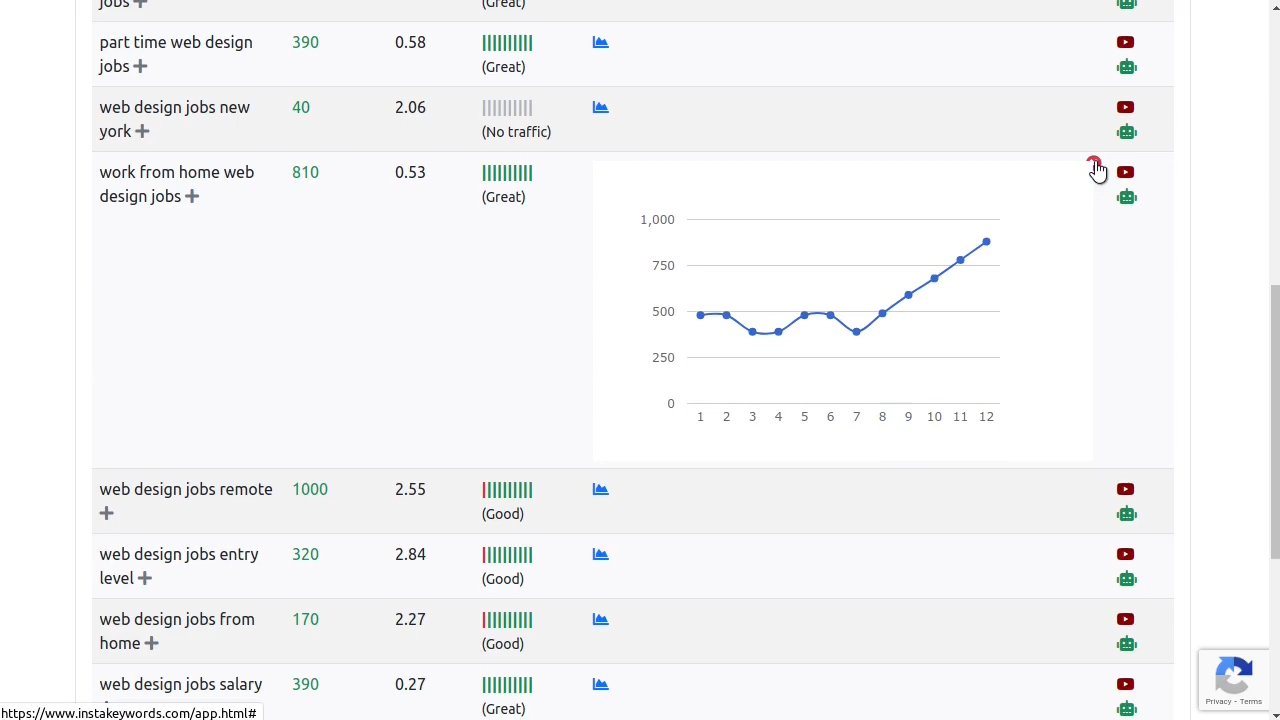 jobs
(Great)
part time web design
jobs
390
0.58
(Great)
web design jobs new
york
40
2.06
(No traffic)
work from home web
design jobs
810
0.53
(Great)
1,000
750
500
250
0
1 2 3 4 5 6 7 8 9 10 11 12
web design jobs remote
1000
2.55
(Good)
web design jobs entry
level
320
2.84
(Good)
web design jobs from
home
170
2.27
(Good)
web design jobs salary
390
0.27
(Great)
Privacy - Terms
https://www.instakeywords.com/app.html#